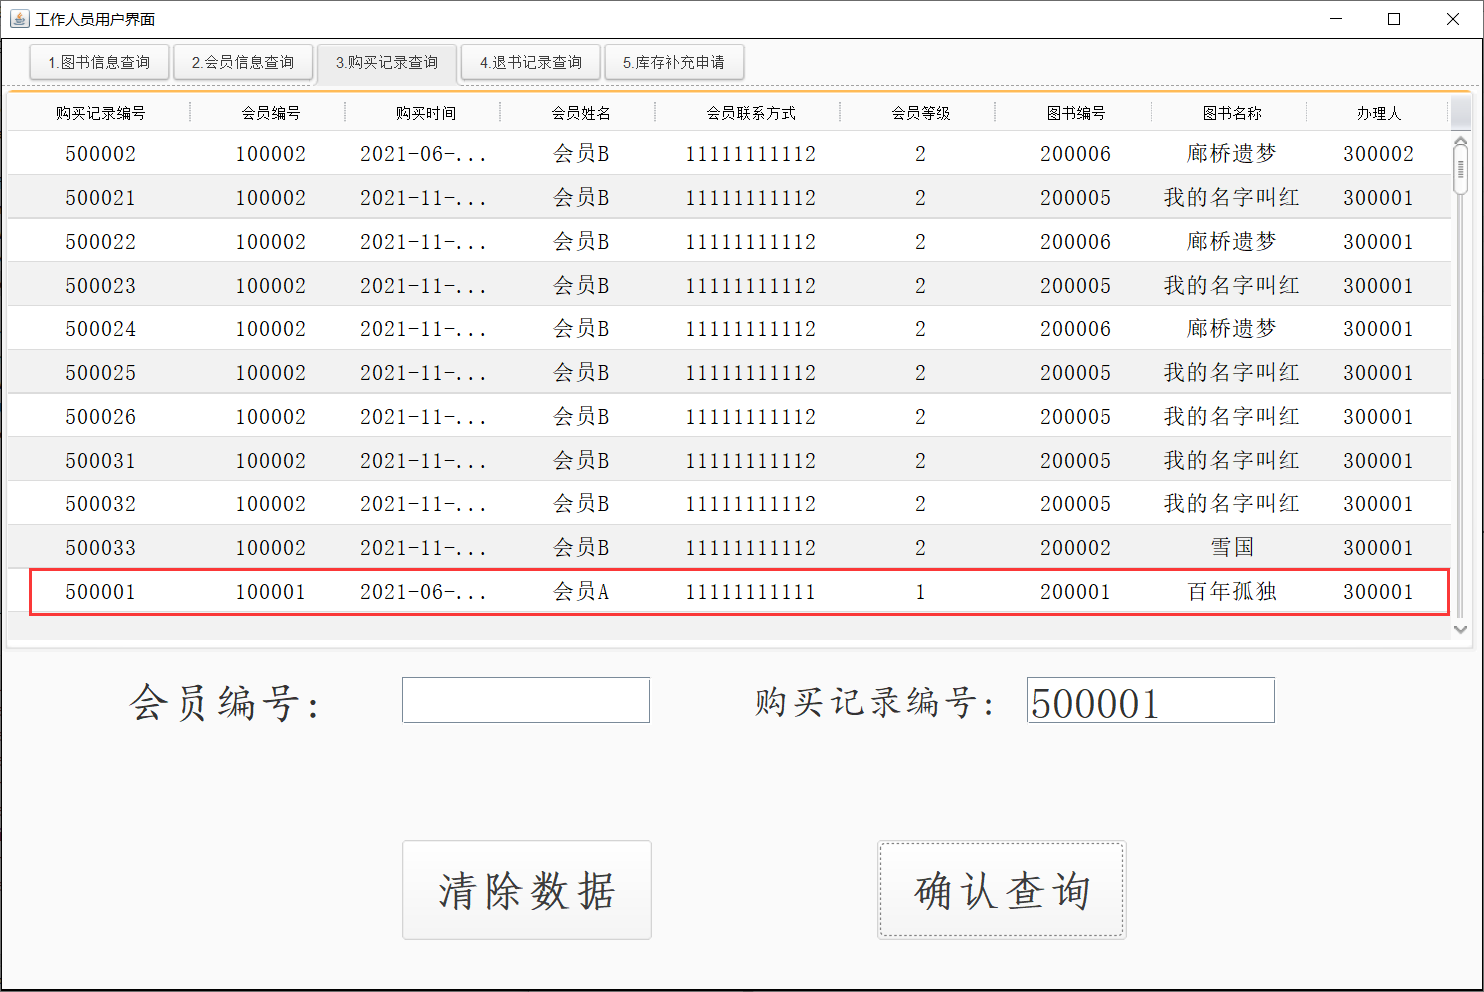 工作人员用户界面
1.图书信息查询 2.会员信息查询 3.购买记录查询 4.退书记录查询 5.库存补充申请
购买记录编号 会员编号 购买时间 会员姓名 会员联系方式 会员等级 图书编号 图书名称 办理人
500002 100002 2021-06-... 会员B 11111111112 2 200006 廊桥遗梦 300002
500021 100002 2021-11-... 会员B 11111111112 2 200005 我的名字叫红 300001
500022 100002 2021-11-... 会员B 11111111112 2 200006 廊桥遗梦 300001
500023 100002 2021-11-... 会员B 11111111112 2 200005 我的名字叫红 300001
500024 100002 2021-11-... 会员B 11111111112 2 200006 廊桥遗梦 300001
500025 100002 2021-11-... 会员B 11111111112 2 200005 我的名字叫红 300001
500026 100002 2021-11-... 会员B 11111111112 2 200005 我的名字叫红 300001
500031 100002 2021-11-... 会员B 11111111112 2 200005 我的名字叫红 300001
500032 100002 2021-11-... 会员B 11111111112 2 200005 我的名字叫红 300001
500033 100002 2021-11-... 会员B 11111111112 2 200002 雪国 300001
500001 100001 2021-06-... 会员A 11111111111 1 200001 百年孤独 300001
会员编号： 购买记录编号： 500001
清除数据 确认查询